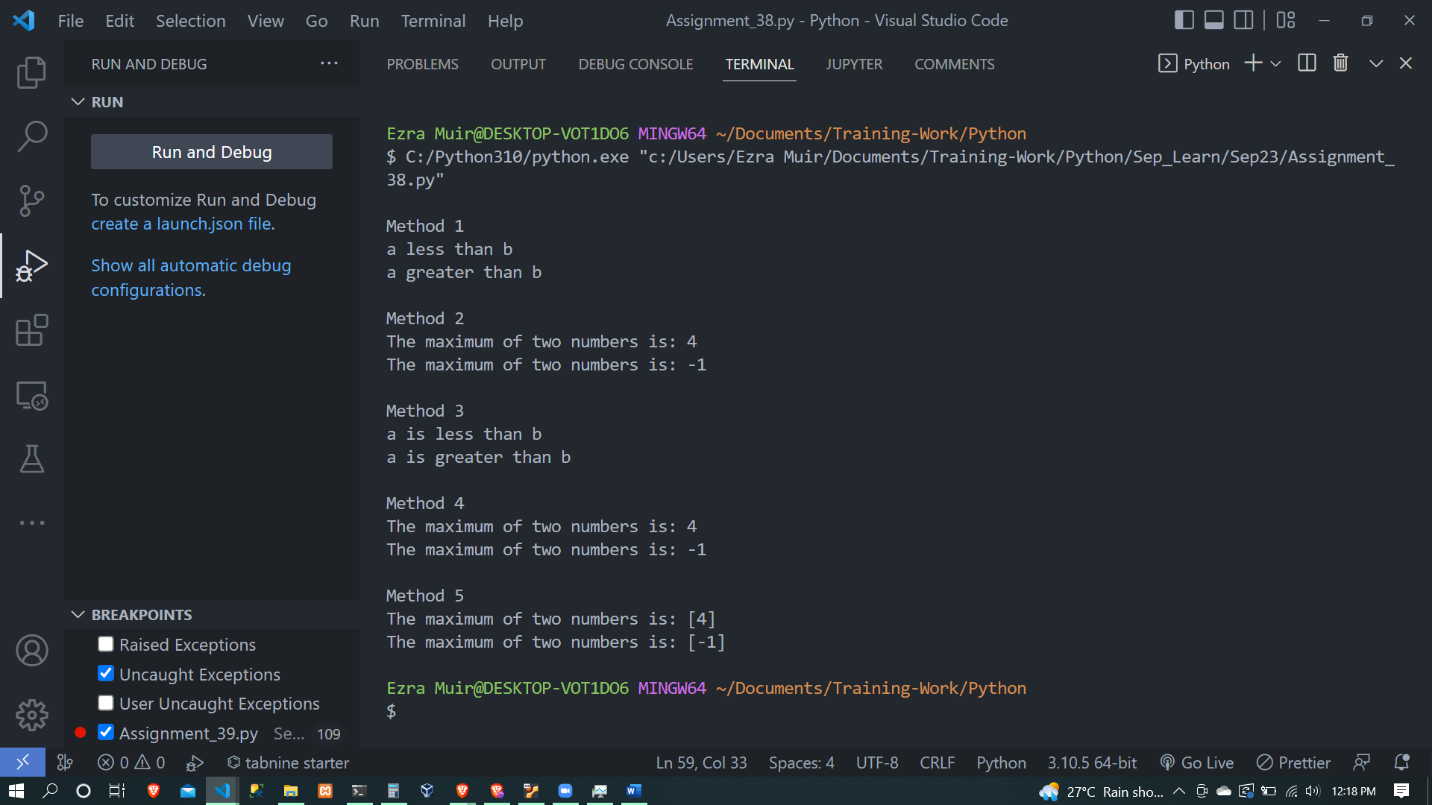 File Edit Selection View Go Run Terminal Help
Assignment_38.py - Python - Visual Studio Code
RUN AND DEBUG ...
RUN
Run and Debug
To customize Run and Debug
create a launch.json file.
Show all automatic debug
configurations.
BREAKPOINTS
Raised Exceptions
Uncaught Exceptions
User Uncaught Exceptions
Assignment_39.py Se... 109
PROBLEMS OUTPUT DEBUG CONSOLE TERMINAL JUPYTER COMMENTS
Python
Ezra Muir@DESKTOP-VOT1DO6 MINGW64 ~/Documents/Training-Work/Python
$ C:/Python310/python.exe "c:/Users/Ezra Muir/Documents/Training-Work/Python/Sep_Learn/Sep23/Assignment_
38.py"
Method 1
a less than b
a greater than b
Method 2
The maximum of two numbers is: 4
The maximum of two numbers is: -1
Method 3
a is less than b
a is greater than b
Method 4
The maximum of two numbers is: 4
The maximum of two numbers is: -1
Method 5
The maximum of two numbers is: [4]
The maximum of two numbers is: [-1]
Ezra Muir@DESKTOP-VOT1DO6 MINGW64 ~/Documents/Training-Work/Python
$
0 0 tabnine starter
Ln 59, Col 33 Spaces: 4 UTF-8 CRLF Python 3.10.5 64-bit Go Live Prettier
27°C Rain sho... 12:18 PM